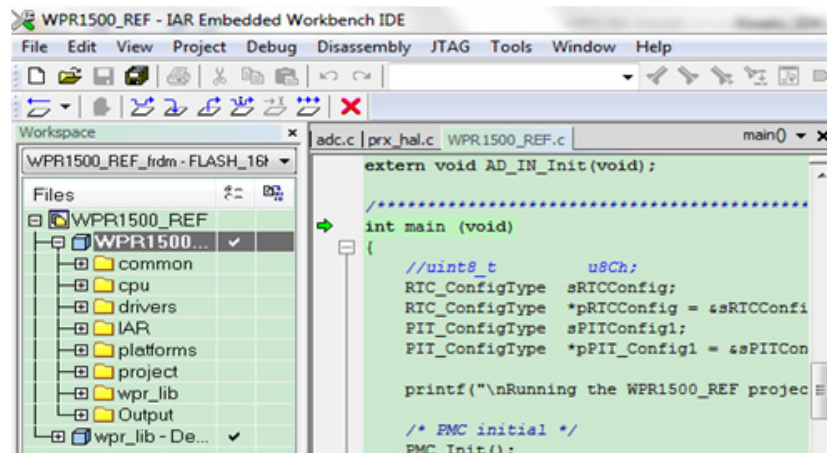 WPR1500_REF - IAR Embedded Workbench IDE
File Edit View Project Debug Disassembly JTAG Tools Window Help
Workspace
WPR1500_REF_frdm - FLASH_16
Files
WPR1500_REF
WPR1500...
common
cpu
drivers
IAR
platforms
project
wpr_lib
Output
wpr_lib - De...
adc.c | prx_hal.c WPR1500_REF.c main()
extern void AD_IN_Init(void);
/********************************************
int main (void)
{
//uint8_t u8Ch;
RTC_ConfigType sRTCConfig;
RTC_ConfigType *pRTCConfig = &sRTCConfi
PIT_ConfigType sPITConfig1;
PIT_ConfigType *pPIT_Config1 = &sPITCon
printf("\nRunning the WPR1500_REF projec
/* PMC initial */
PMC_Init();